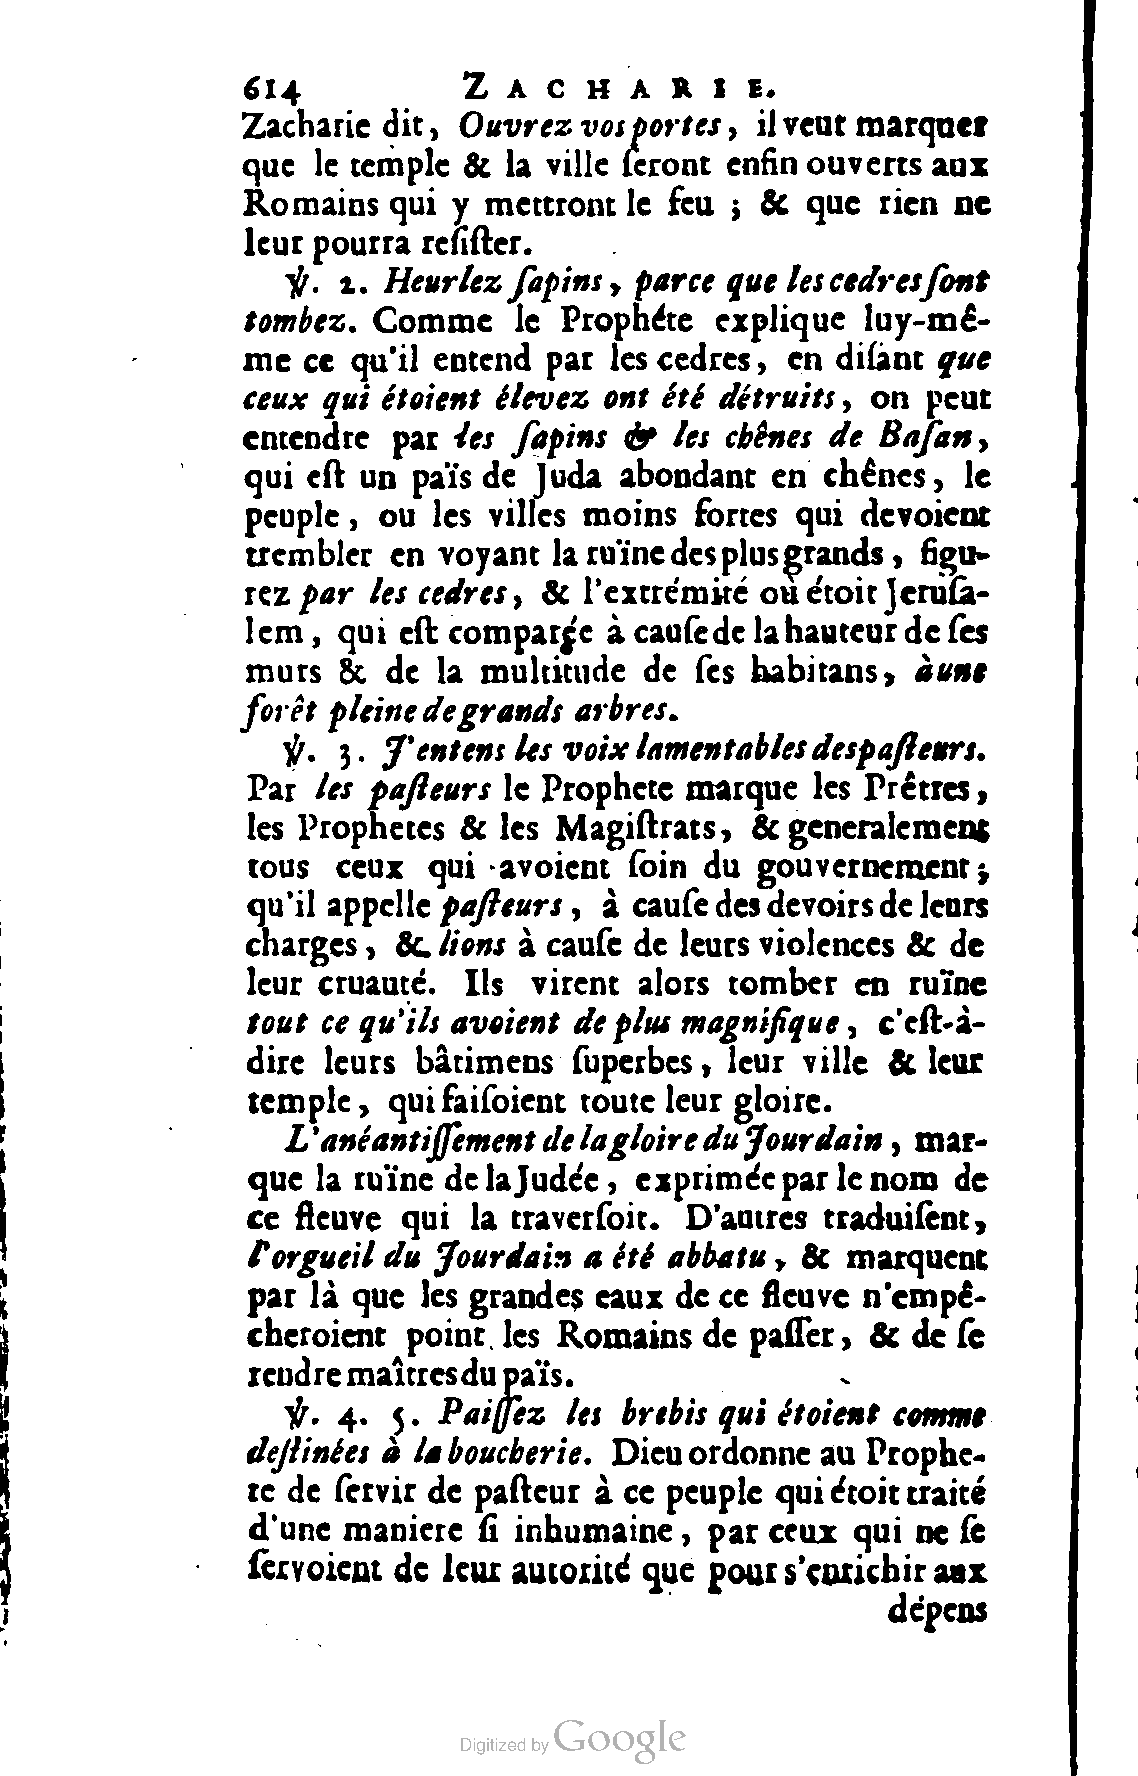 614 ZACHARIE.
Zacharie dit, Ouvrez vos portes, il veut marquer
que le temple & la ville ſeront enfin ouverts aux
Romains qui y mettront le feu ; & que rien ne
leur pourra reſiſter.
℣. 2. Heurlez ſapins, parce que les cedres ſont
tombez. Comme le Prophéte explique luy-mê-
me ce qu'il entend par les cedres, en diſant que
ceux qui étoient élevez ont été détruits, on peut
entendre par les ſapins & les chênes de Baſan,
qui eſt un païs de Juda abondant en chênes, le
peuple, ou les villes moins fortes qui devoient
trembler en voyant la ruïne des plus grands, figu-
rez par les cedres, & l'extrémité où étoit Jeruſa-
lem, qui eſt comparée à cauſe de la hauteur de ſes
murs & de la multitude de ſes habitans, à une
forêt pleine de grands arbres.
℣. 3. J'entens les voix lamentables des paſteurs.
Par les paſteurs le Prophete marque les Prêtres,
les Prophetes & les Magiſtrats, & generalement
tous ceux qui avoient ſoin du gouvernement;
qu'il appelle paſteurs, à cauſe des devoirs de leurs
charges, & lions à cauſe de leurs violences & de
leur cruauté. Ils virent alors tomber en ruïne
tout ce qu'ils avoient de plus magnifique, c'eſt-à-
dire leurs bâtimens ſuperbes, leur ville & leur
temple, qui faiſoient toute leur gloire.
L'anéantiſſement de la gloire du Jourdain, mar-
que la ruïne de la Judée, exprimée par le nom de
ce fleuve qui la traverſoit. D'autres traduiſent,
l'orgueil du Jourdain a été abbatu, & marquent
par là que les grandes eaux de ce fleuve n'empê-
cheroient point les Romains de paſſer, & de ſe
rendre maîtres du païs.
℣. 4. 5. Paiſſez les brebis qui étoient comme
deſtinées à la boucherie. Dieu ordonne au Prophe-
te de ſervir de paſteur à ce peuple qui étoit traité
d'une maniere ſi inhumaine, par ceux qui ne ſe
ſervoient de leur autorité que pour s'enrichir aux
dépens
Digitized by Google